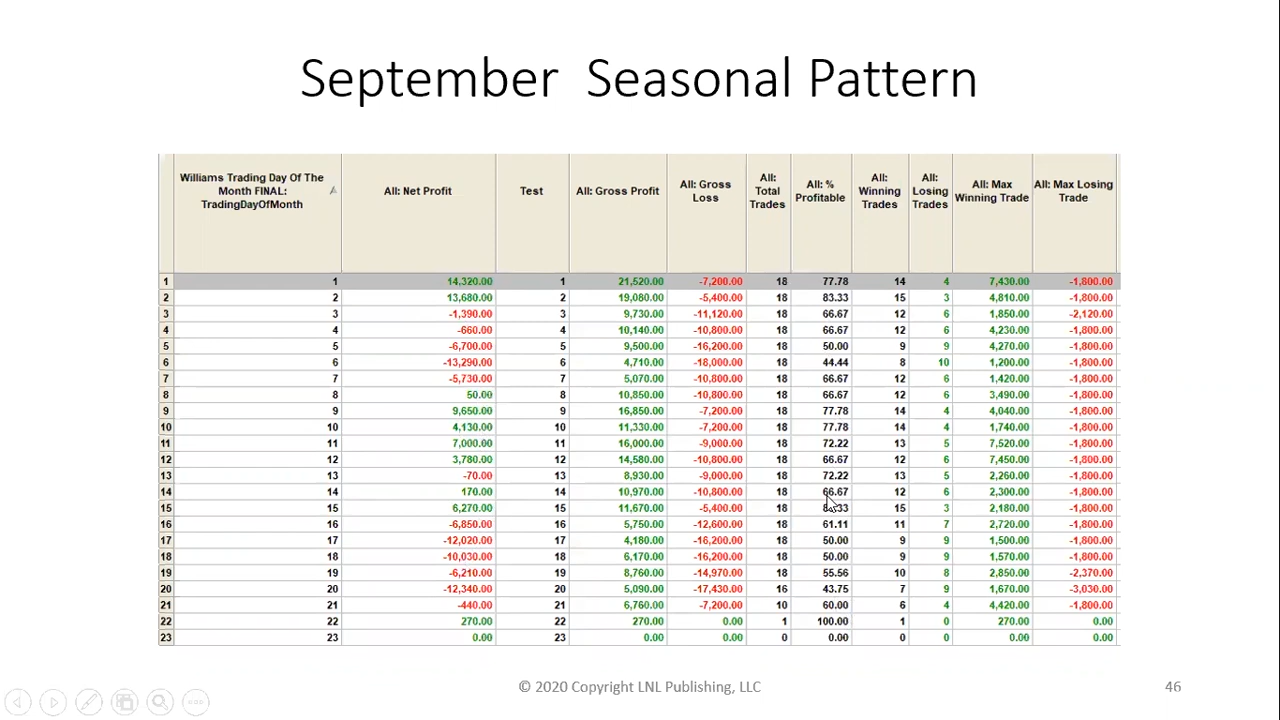 September Seasonal Pattern
Williams Trading Day Of The Month FINAL: TradingDayOfMonth All: Net Profit Test All: Gross Profit All: Gross Loss All: Total Trades All: % Profitable All: Winning Trades All: Losing Trades All: Max Winning Trade All: Max Losing Trade
1 1 14,320.00 1 21,520.00 -7,200.00 18 77.78 14 4 7,430.00 -1,800.00
2 2 13,680.00 2 19,080.00 -5,400.00 18 83.33 15 3 4,810.00 -1,800.00
3 3 -1,390.00 3 9,730.00 -11,120.00 18 66.67 12 6 1,850.00 -2,120.00
4 4 -660.00 4 10,140.00 -10,800.00 18 66.67 12 6 4,230.00 -1,800.00
5 5 -6,700.00 5 9,500.00 -16,200.00 18 50.00 9 9 4,270.00 -1,800.00
6 6 -13,290.00 6 4,710.00 -18,000.00 18 44.44 8 10 1,200.00 -1,800.00
7 7 -5,730.00 7 5,070.00 -10,800.00 18 66.67 12 6 1,420.00 -1,800.00
8 8 50.00 8 10,850.00 -10,800.00 18 66.67 12 6 3,490.00 -1,800.00
9 9 9,650.00 9 16,850.00 -7,200.00 18 77.78 14 4 4,040.00 -1,800.00
10 10 4,130.00 10 11,330.00 -7,200.00 18 77.78 14 4 1,740.00 -1,800.00
11 11 7,000.00 11 16,000.00 -9,000.00 18 72.22 13 5 7,520.00 -1,800.00
12 12 3,780.00 12 14,580.00 -10,800.00 18 66.67 12 6 7,450.00 -1,800.00
13 13 -70.00 13 8,930.00 -9,000.00 18 72.22 13 5 2,260.00 -1,800.00
14 14 170.00 14 10,970.00 -10,800.00 18 66.67 12 6 2,300.00 -1,800.00
15 15 6,270.00 15 11,670.00 -5,400.00 18 15 3 2,180.00 -1,800.00
16 16 -6,850.00 16 5,750.00 -12,600.00 18 61.11 11 7 2,720.00 -1,800.00
17 17 -12,020.00 17 4,180.00 -16,200.00 18 50.00 9 9 1,500.00 -1,800.00
18 18 -10,030.00 18 6,170.00 -16,200.00 18 50.00 9 9 1,570.00 -1,800.00
19 19 -6,210.00 19 8,760.00 -14,970.00 18 55.56 10 8 2,850.00 -2,370.00
20 20 -12,340.00 20 5,090.00 -17,430.00 16 43.75 7 9 1,670.00 -3,030.00
21 21 -440.00 21 6,760.00 -7,200.00 10 60.00 6 4 4,420.00 -1,800.00
22 22 270.00 22 270.00 0.00 1 100.00 1 0 270.00 0.00
23 23 0.00 23 0.00 0.00 0 0.00 0 0 0.00 0.00
© 2020 Copyright LNL Publishing, LLC 46